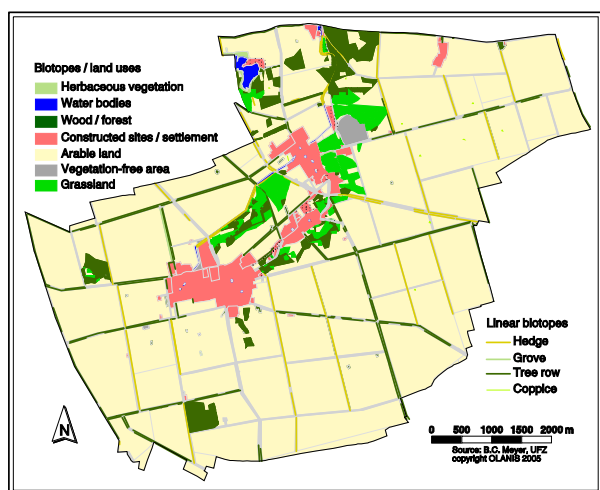 Biotopes / land uses
Herbaceous vegetation
Water bodies
Wood / forest
Constructed sites / settlement
Arable land
Vegetation-free area
Grassland
Linear biotopes
Hedge
Grove
Tree row
Coppice
N
0 500 1000 1500 2000 m
Source: B.C. Meyer, UFZ
copyright OLANIS 2005